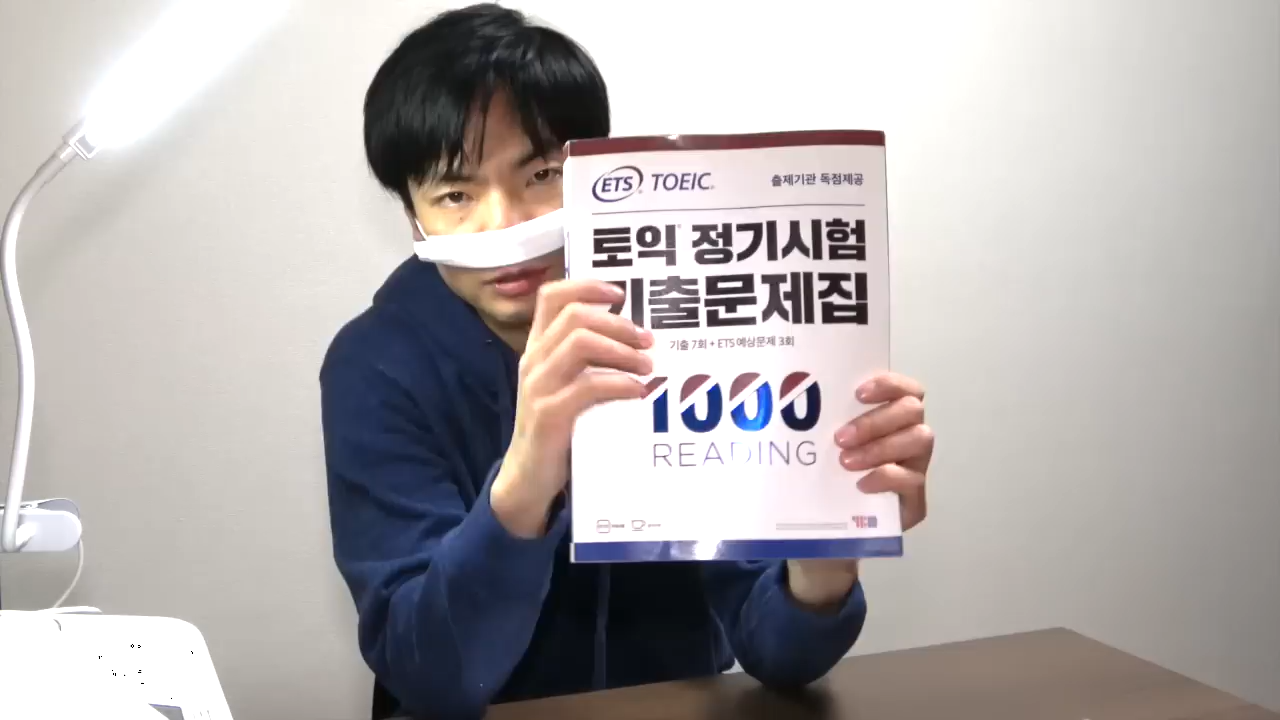 ETS TOEIC
출제기관 독점제공
토익 정기시험
기출문제집
기출 7회 + ETS 예상문제 3회
1000
READING
YBM